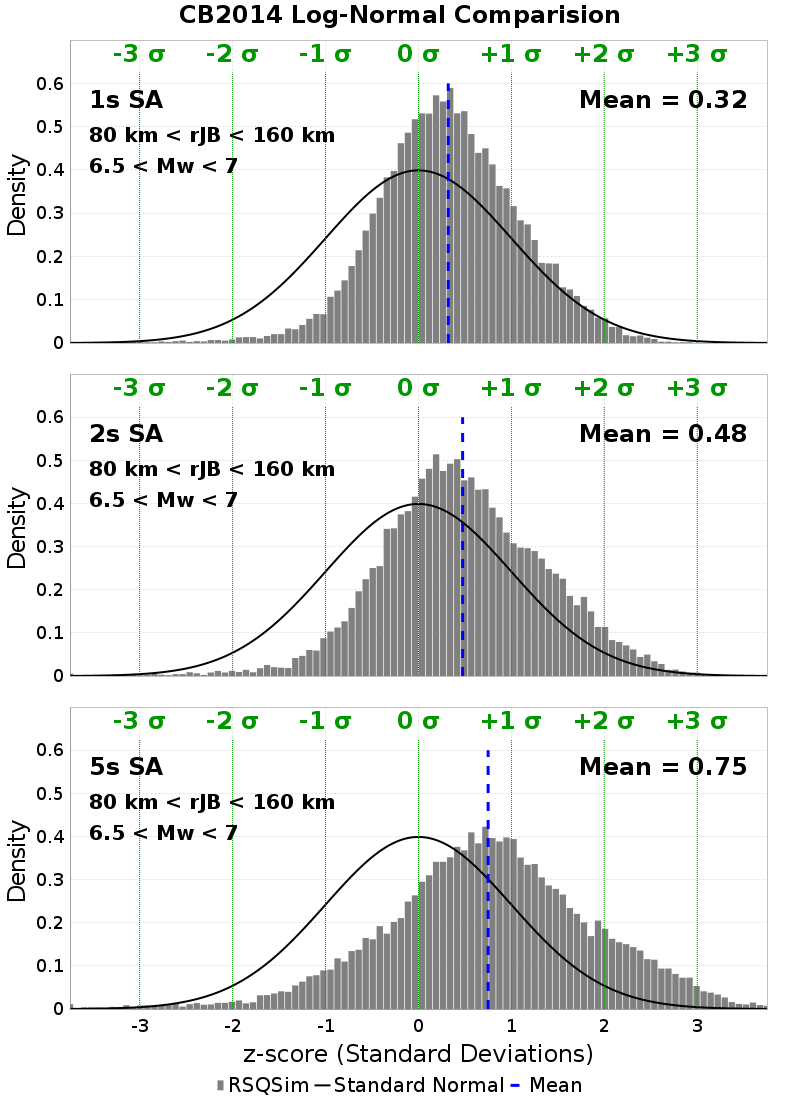 CB2014 Log-Normal Comparision
-3 σ -2 σ -1 σ 0 σ +1 σ +2 σ +3 σ
0.6
1s SA Mean = 0.32
0.5
80 km < rJB < 160 km
6.5 < Mw < 7
0.4
Density
0.3
0.2
0.1
0
-3 σ -2 σ -1 σ 0 σ +1 σ +2 σ +3 σ
0.6
2s SA Mean = 0.48
0.5
80 km < rJB < 160 km
6.5 < Mw < 7
0.4
Density
0.3
0.2
0.1
0
-3 σ -2 σ -1 σ 0 σ +1 σ +2 σ +3 σ
0.6
5s SA Mean = 0.75
0.5
80 km < rJB < 160 km
6.5 < Mw < 7
0.4
Density
0.3
0.2
0.1
0
-3 -2 -1 0 1 2 3
z-score (Standard Deviations)
RSQSim Standard Normal Mean